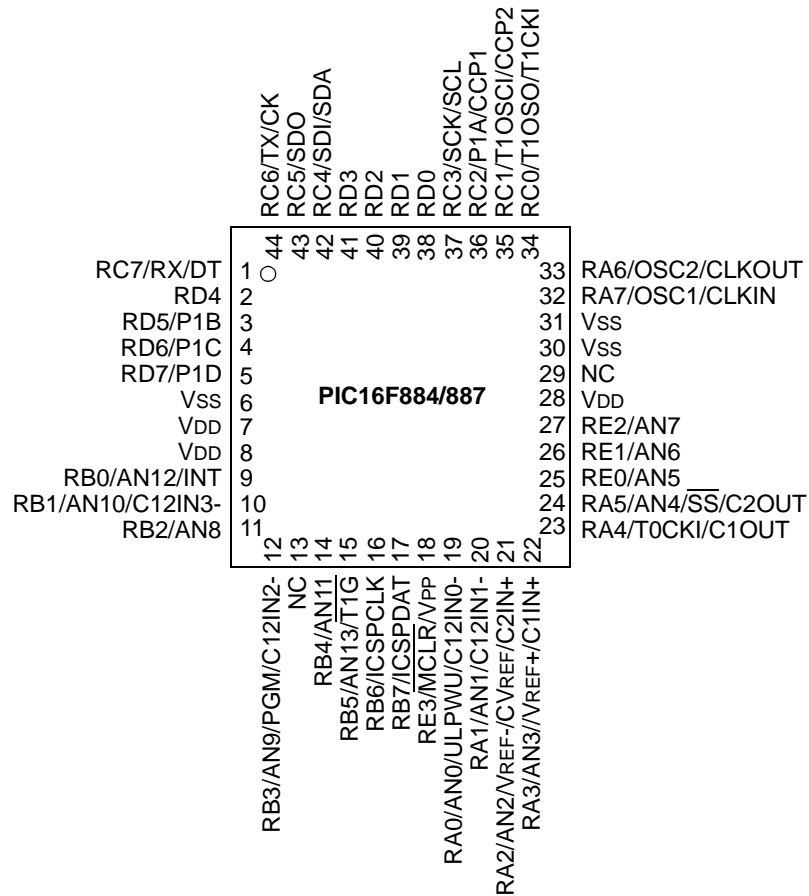 RC6/TX/CK
RC5/SDO
RC4/SDI/SDA
RD3
RD2
RD1
RD0
RC3/SCK/SCL
RC2/P1A/CCP1
RC1/T1OSCI/CCP2
RC0/T1OSO/T1CKI
44
43
42
41
40
39
38
37
36
35
34
RC7/RX/DT 1
RD4 2
RD5/P1B 3
RD6/P1C 4
RD7/P1D 5
VSS 6
VDD 7
VDD 8
RB0/AN12/INT 9
RB1/AN10/C12IN3- 10
RB2/AN8 11
PIC16F884/887
33 RA6/OSC2/CLKOUT
32 RA7/OSC1/CLKIN
31 VSS
30 VSS
29 NC
28 VDD
27 RE2/AN7
26 RE1/AN6
25 RE0/AN5
24 RA5/AN4/SS/C2OUT
23 RA4/T0CKI/C1OUT
12
13
14
15
16
17
18
19
20
21
22
RB3/AN9/PGM/C12IN2-
NC
RB4/AN11
RB5/AN13/T1G
RB6/ICSPCLK
RB7/ICSPDAT
RE3/MCLR/VPP
RA0/AN0/ULPWU/C12IN0-
RA1/AN1/C12IN1-
RA2/AN2/VREF-/CVREF/C2IN+
RA3/AN3//VREF+/C1IN+